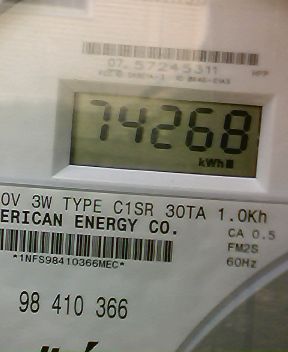 07 57245311
74268
kWh
0V 3W TYPE C1SR 30TA 1.0Kh
ERICAN ENERGY CO.
CA 0.5
FM2S
60Hz
*1NFS98410366MEC*
98 410 366